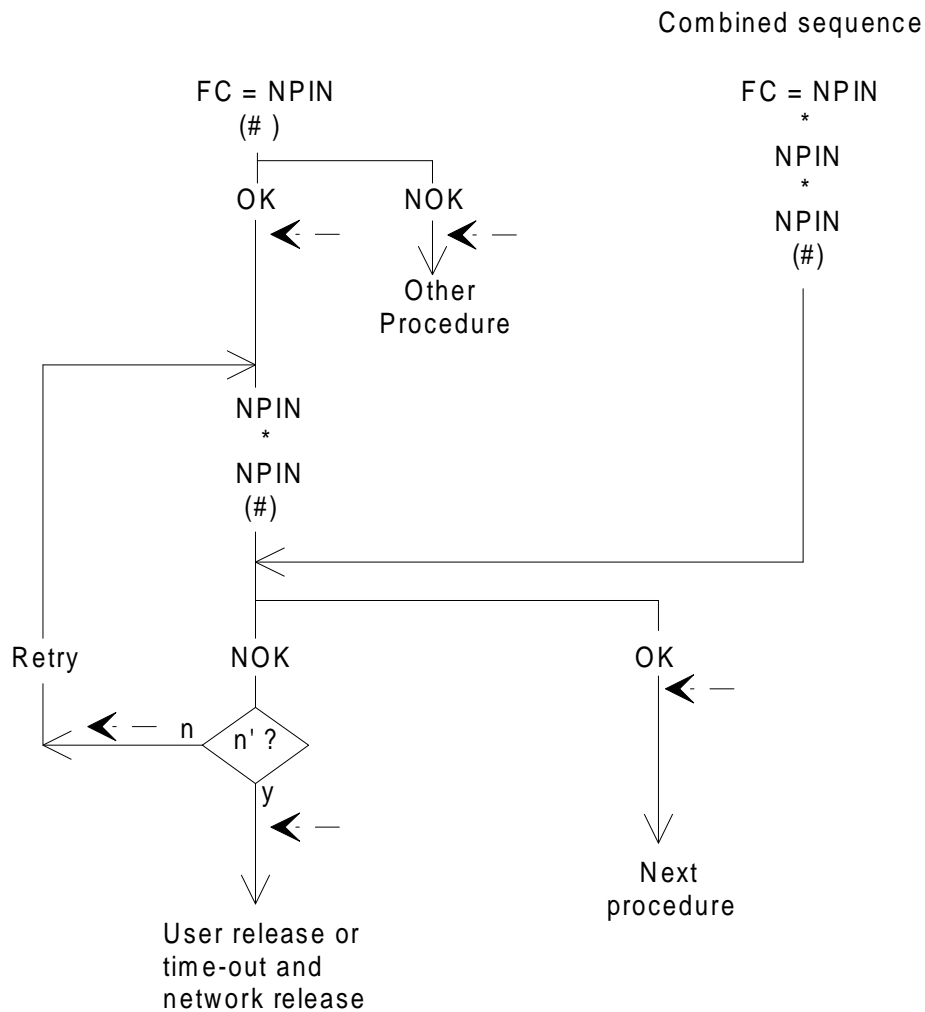 Combined sequence
FC = NPIN
(# )
OK
NOK
Other
Procedure
FC = NPIN
*
NPIN
*
NPIN
(#)
NPIN
*
NPIN
(#)
Retry
NOK
OK
n
n' ?
y
User release or
time-out and
network release
Next
procedure